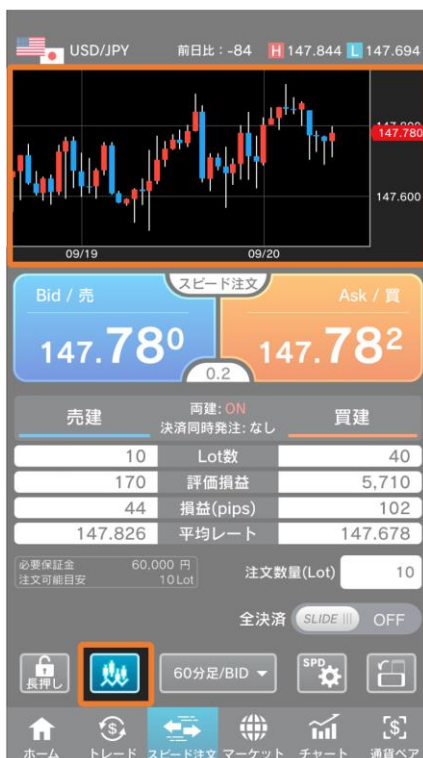 USD/JPY 前日比：-84 H 147.844 L 147.694
147.800
147.780
147.600
09/19 09/20
スピード注文
Bid / 売 Ask / 買
147.780 147.782
0.2
売建 両建: ON 買建
決済同時発注: なし
10 Lot数 40
170 評価損益 5,710
44 損益(pips) 102
147.826 平均レート 147.678
必要保証金 60,000 円
注文可能目安 10Lot
注文数量(Lot) 10
全決済 SLIDE OFF
長押し 60分足/BID SPD
ホーム トレード スピード注文 マーケット チャート 通貨ペア